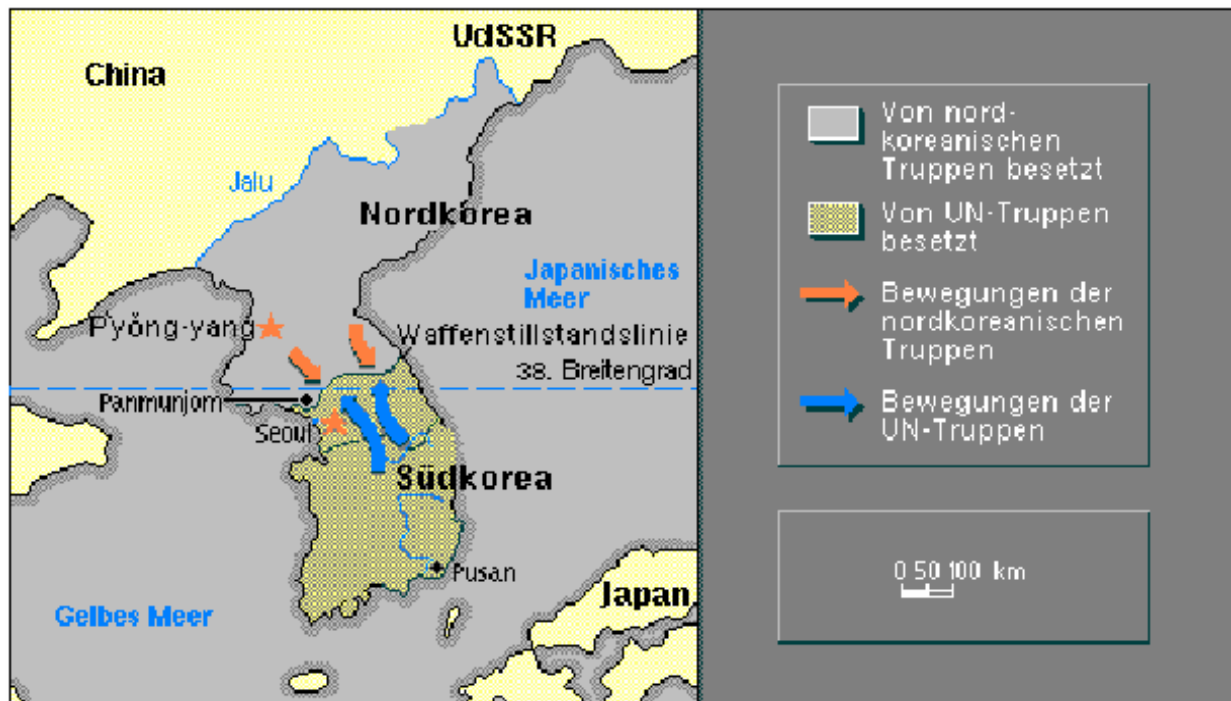 UdSSR
China
Jalu
Nordkorea
Japanisches
Meer
Pyŏng-yang
Waffenstillstandslinie
38. Breitengrad
Panmunjom
Seoul
Südkorea
Pusan
Japan
Gelbes Meer
Von nord-
koreanischen
Truppen besetzt
Von UN-Truppen
besetzt
Bewegungen der
nordkoreanischen
Truppen
Bewegungen der
UN-Truppen
0 50 100 km